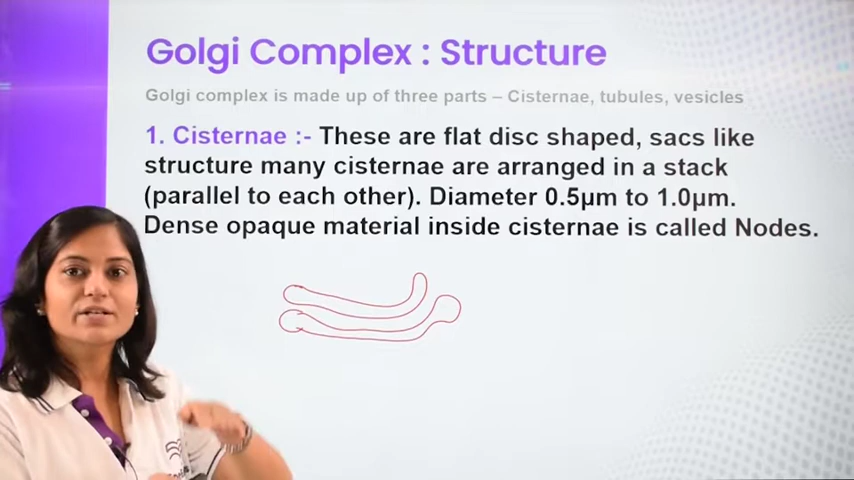 Golgi Complex : Structure
Golgi complex is made up of three parts – Cisternae, tubules, vesicles
1. Cisternae :- These are flat disc shaped, sacs like
structure many cisternae are arranged in a stack
(parallel to each other). Diameter 0.5µm to 1.0µm.
Dense opaque material inside cisternae is called Nodes.